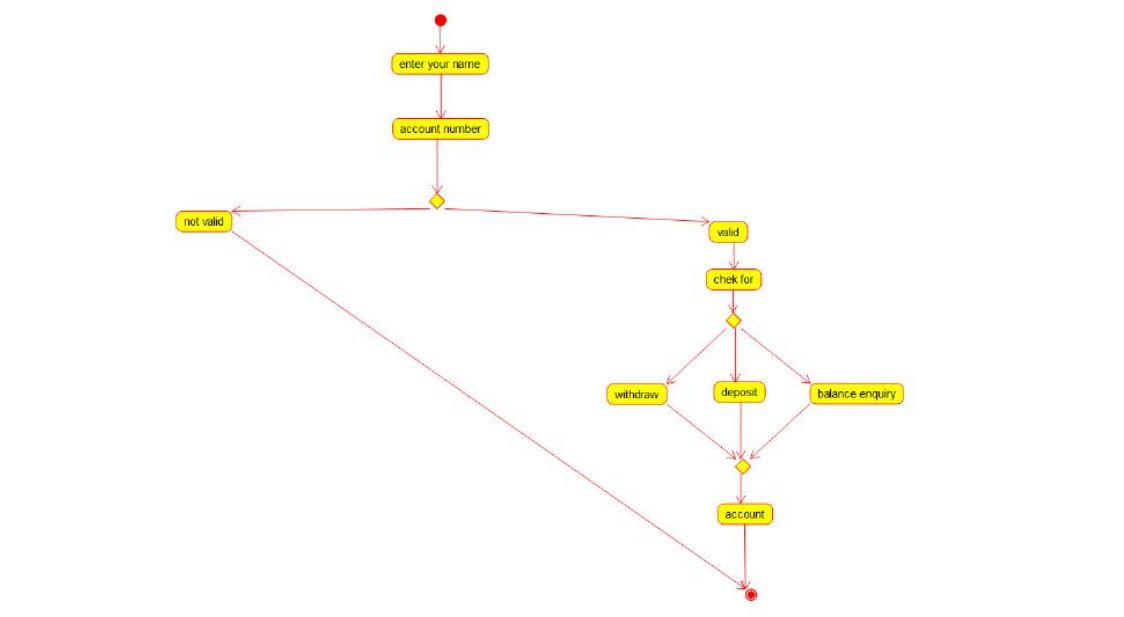 enter your name
account number
not valid
valid
chek for
withdraw
deposit
balance enquiry
account